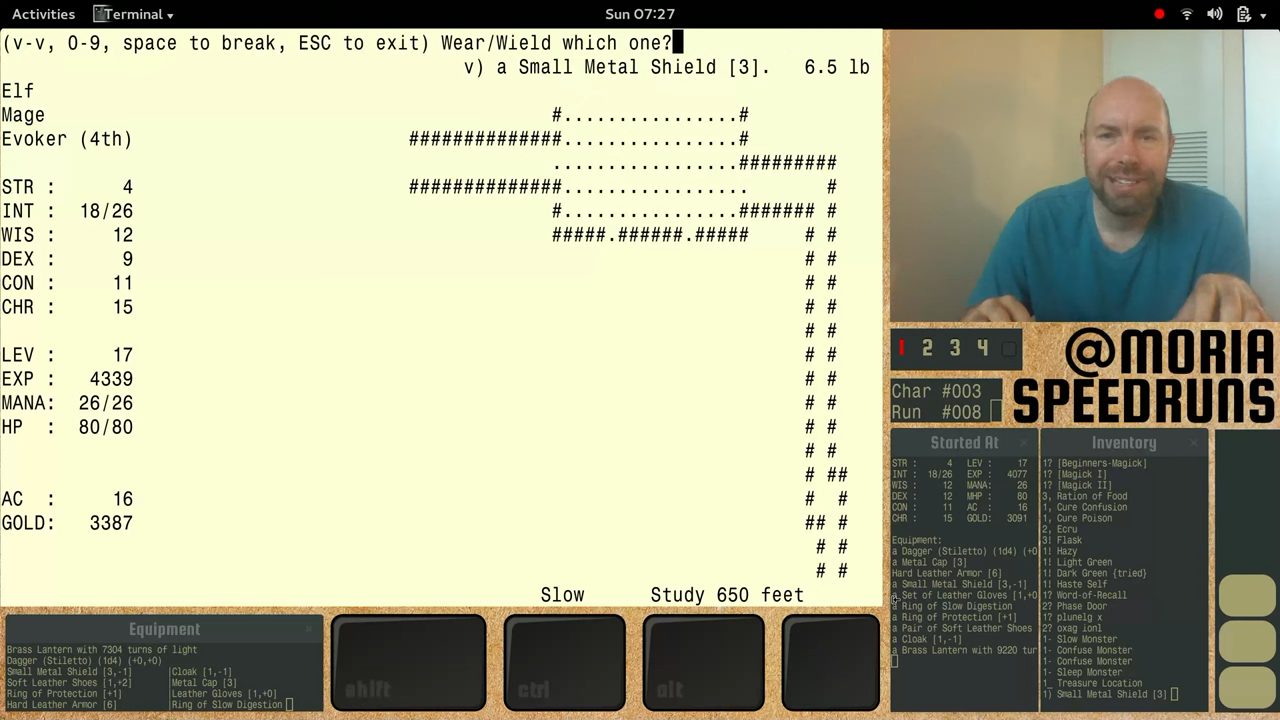 Activities
Terminal
Sun 07:27
(v-v, 0-9, space to break, ESC to exit) Wear/Wield which one?
v) a Small Metal Shield [3]. 6.5 lb
Elf
Mage
Evoker (4th)
STR : 4
INT : 18/26
WIS : 12
DEX : 9
CON : 11
CHR : 15
LEV : 17
EXP : 4339
MANA: 26/26
HP : 80/80
AC : 16
GOLD: 3387
#................#
##############................#
.................#########
##############................. #
#................####### #
#####.######.##### # #
# #
# #
# #
# #
# #
# #
# #
# #
# #
# ##
# #
## #
# #
# #
Slow Study 650 feet
1 2 3 4
@MORIA
SPEEDRUNS
Char #003
Run #008
Started At
STR : 4 LEV : 17
INT : 18/26 EXP : 4077
WIS : 12 MANA: 26
DEX : 12 MHP : 80
CON : 11 AC : 16
CHR : 15 GOLD: 3091
Equipment:
a Dagger (Stiletto) (1d4) (+0
a Metal Cap [3]
Hard Leather Armor [6]
a Small Metal Shield [3,-1]
a Set of Leather Gloves [1,+0
a Ring of Slow Digestion
a Ring of Protection [+1]
a Pair of Soft Leather Shoes
a Cloak [1,-1]
a Brass Lantern with 9220 tur
Inventory
1? [Beginners-Magick]
1? [Magick I]
1? [Magick II]
3, Ration of Food
1, Cure Confusion
1, Cure Poison
2, Ecru
3! Flask
1! Hazy
1! Light Green
1! Dark Green {tried}
1! Haste Self
1? Word-of-Recall
2? Phase Door
1? plunelg x
2? oxag ionl
1- Slow Monster
1- Confuse Monster
1- Confuse Monster
1- Sleep Monster
1_ Treasure Location
1) Small Metal Shield [3]
Equipment
Brass Lantern with 7304 turns of light
Dagger (Stiletto) (1d4) (+0,+0)
Small Metal Shield [3,-1] |Cloak [1,-1]
Soft Leather Shoes [1,+2] |Metal Cap [3]
Ring of Protection [+1] |Leather Gloves [1,+0]
Hard Leather Armor [6] |Ring of Slow Digestion
shift
ctrl
alt